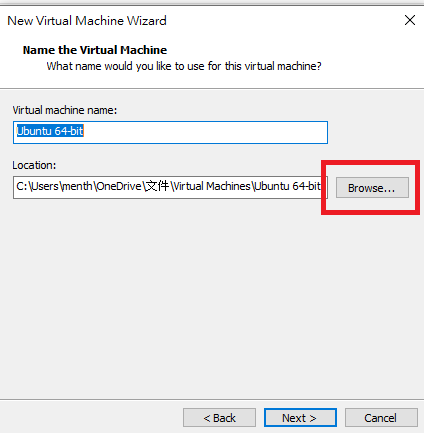 New Virtual Machine Wizard
Name the Virtual Machine
What name would you like to use for this virtual machine?
Virtual machine name:
Ubuntu 64-bit
Location:
C:\Users\menth\OneDrive\文件\Virtual Machines\Ubuntu 64-bit
Browse...
< Back
Next >
Cancel